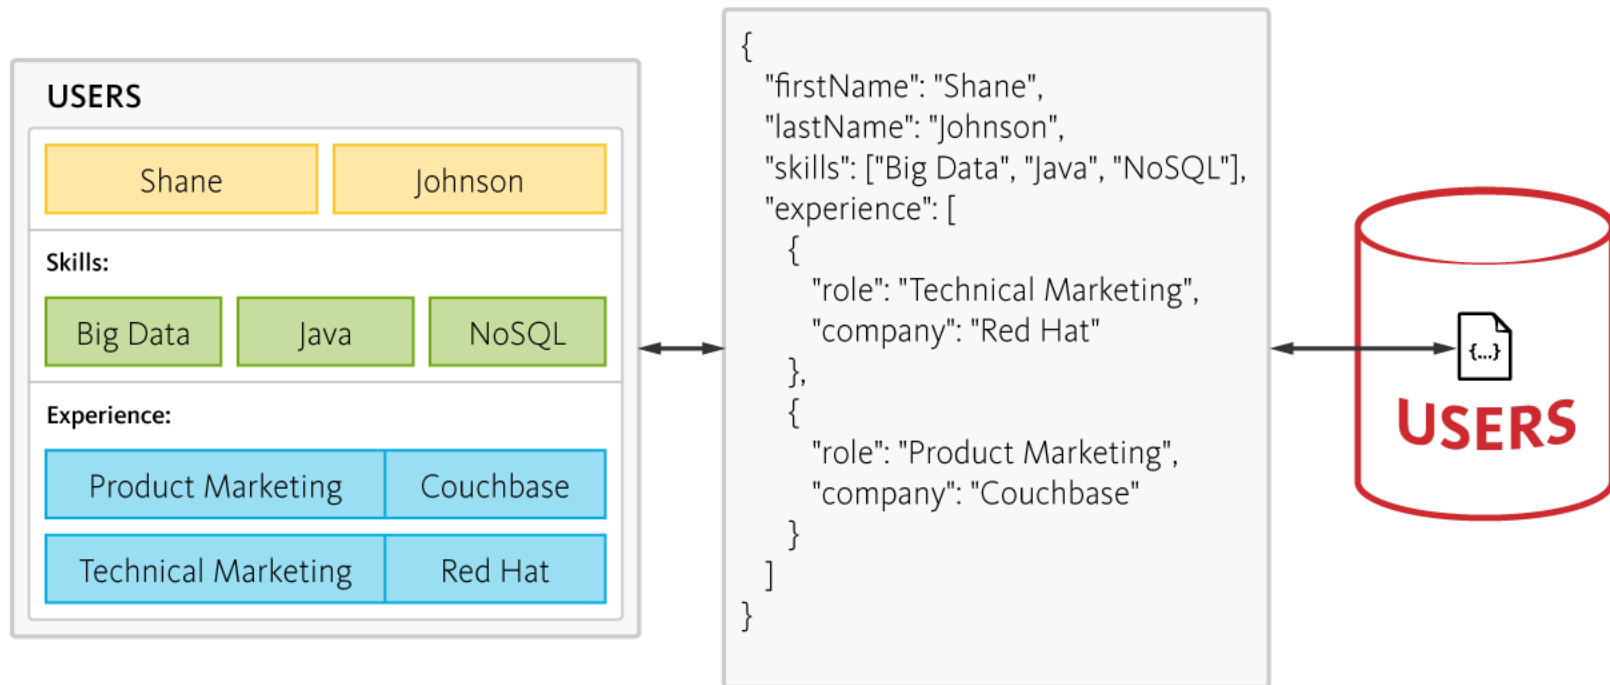 USERS
Shane Johnson
Skills:
Big Data Java NoSQL
Experience:
Product Marketing Couchbase
Technical Marketing Red Hat
{
"firstName": "Shane",
"lastName": "Johnson",
"skills": ["Big Data", "Java", "NoSQL"],
"experience": [
{
"role": "Technical Marketing",
"company": "Red Hat"
},
{
"role": "Product Marketing",
"company": "Couchbase"
}
]
}
{...}
USERS